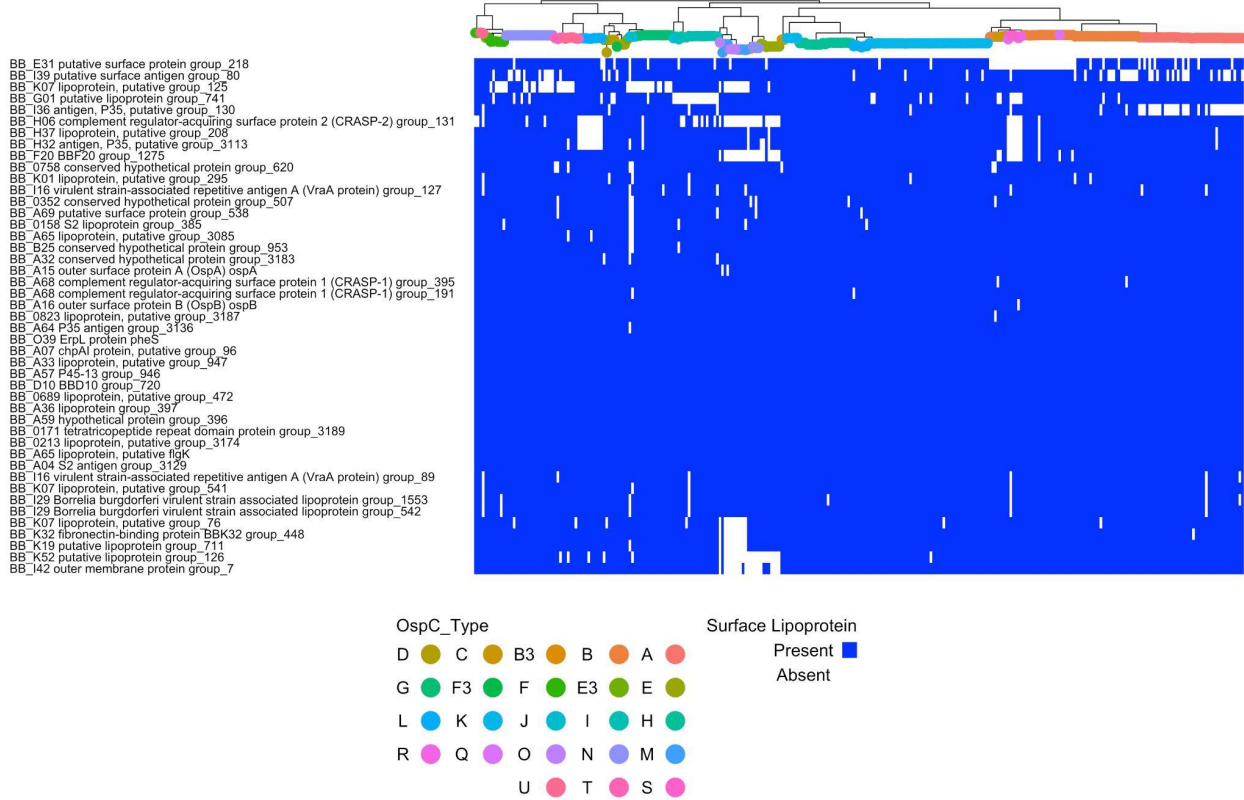 BB_E31 putative surface protein group_218
BB_I39 putative surface antigen group_80
BB_K07 lipoprotein, putative group_125
BB_G01 putative lipoprotein group_741
BB_I36 antigen, P35, putative group_130
BB_H06 complement regulator-acquiring surface protein 2 (CRASP-2) group_131
BB_H37 lipoprotein, putative group_208
BB_H32 antigen, P35, putative group_3113
BB_F20 BBF20 group_1275
BB_0758 conserved hypothetical protein group_620
BB_K01 lipoprotein, putative group_295
BB_I16 virulent strain-associated repetitive antigen A (VraA protein) group_127
BB_0352 conserved hypothetical protein group_507
BB_A69 putative surface protein group_538
BB_0158 S2 lipoprotein group_385
BB_A65 lipoprotein, putative group_3085
BB_B25 conserved hypothetical protein group_953
BB_A32 conserved hypothetical protein group_3183
BB_A15 outer surface protein A (OspA) ospA
BB_A68 complement regulator-acquiring surface protein 1 (CRASP-1) group_395
BB_A68 complement regulator-acquiring surface protein 1 (CRASP-1) group_191
BB_A16 outer surface protein B (OspB) ospB
BB_0823 lipoprotein, putative group_3187
BB_A64 P35 antigen group_3136
BB_O39 ErpL protein pheS
BB_A07 chpAI protein, putative group_96
BB_A33 lipoprotein, putative group_947
BB_A57 P45-13 group_946
BB_D10 BBD10 group_720
BB_0689 lipoprotein, putative group_472
BB_A36 lipoprotein group_397
BB_A59 hypothetical protein group_396
BB_0171 tetratricopeptide repeat domain protein group_3189
BB_0213 lipoprotein, putative group_3174
BB_A65 lipoprotein, putative flgK
BB_A04 S2 antigen group_3129
BB_I16 virulent strain-associated repetitive antigen A (VraA protein) group_89
BB_K07 lipoprotein, putative group_541
BB_I29 Borrelia burgdorferi virulent strain associated lipoprotein group_1553
BB_I29 Borrelia burgdorferi virulent strain associated lipoprotein group_542
BB_K07 lipoprotein, putative group_76
BB_K32 fibronectin-binding protein BBK32 group_448
BB_K19 putative lipoprotein group_711
BB_K52 putative lipoprotein group_126
BB_I42 outer membrane protein group_7
OspC_Type
D C B3 B A
G F3 F E3 E
L K J I H
R Q O N M
U T S
Surface Lipoprotein
Present
Absent